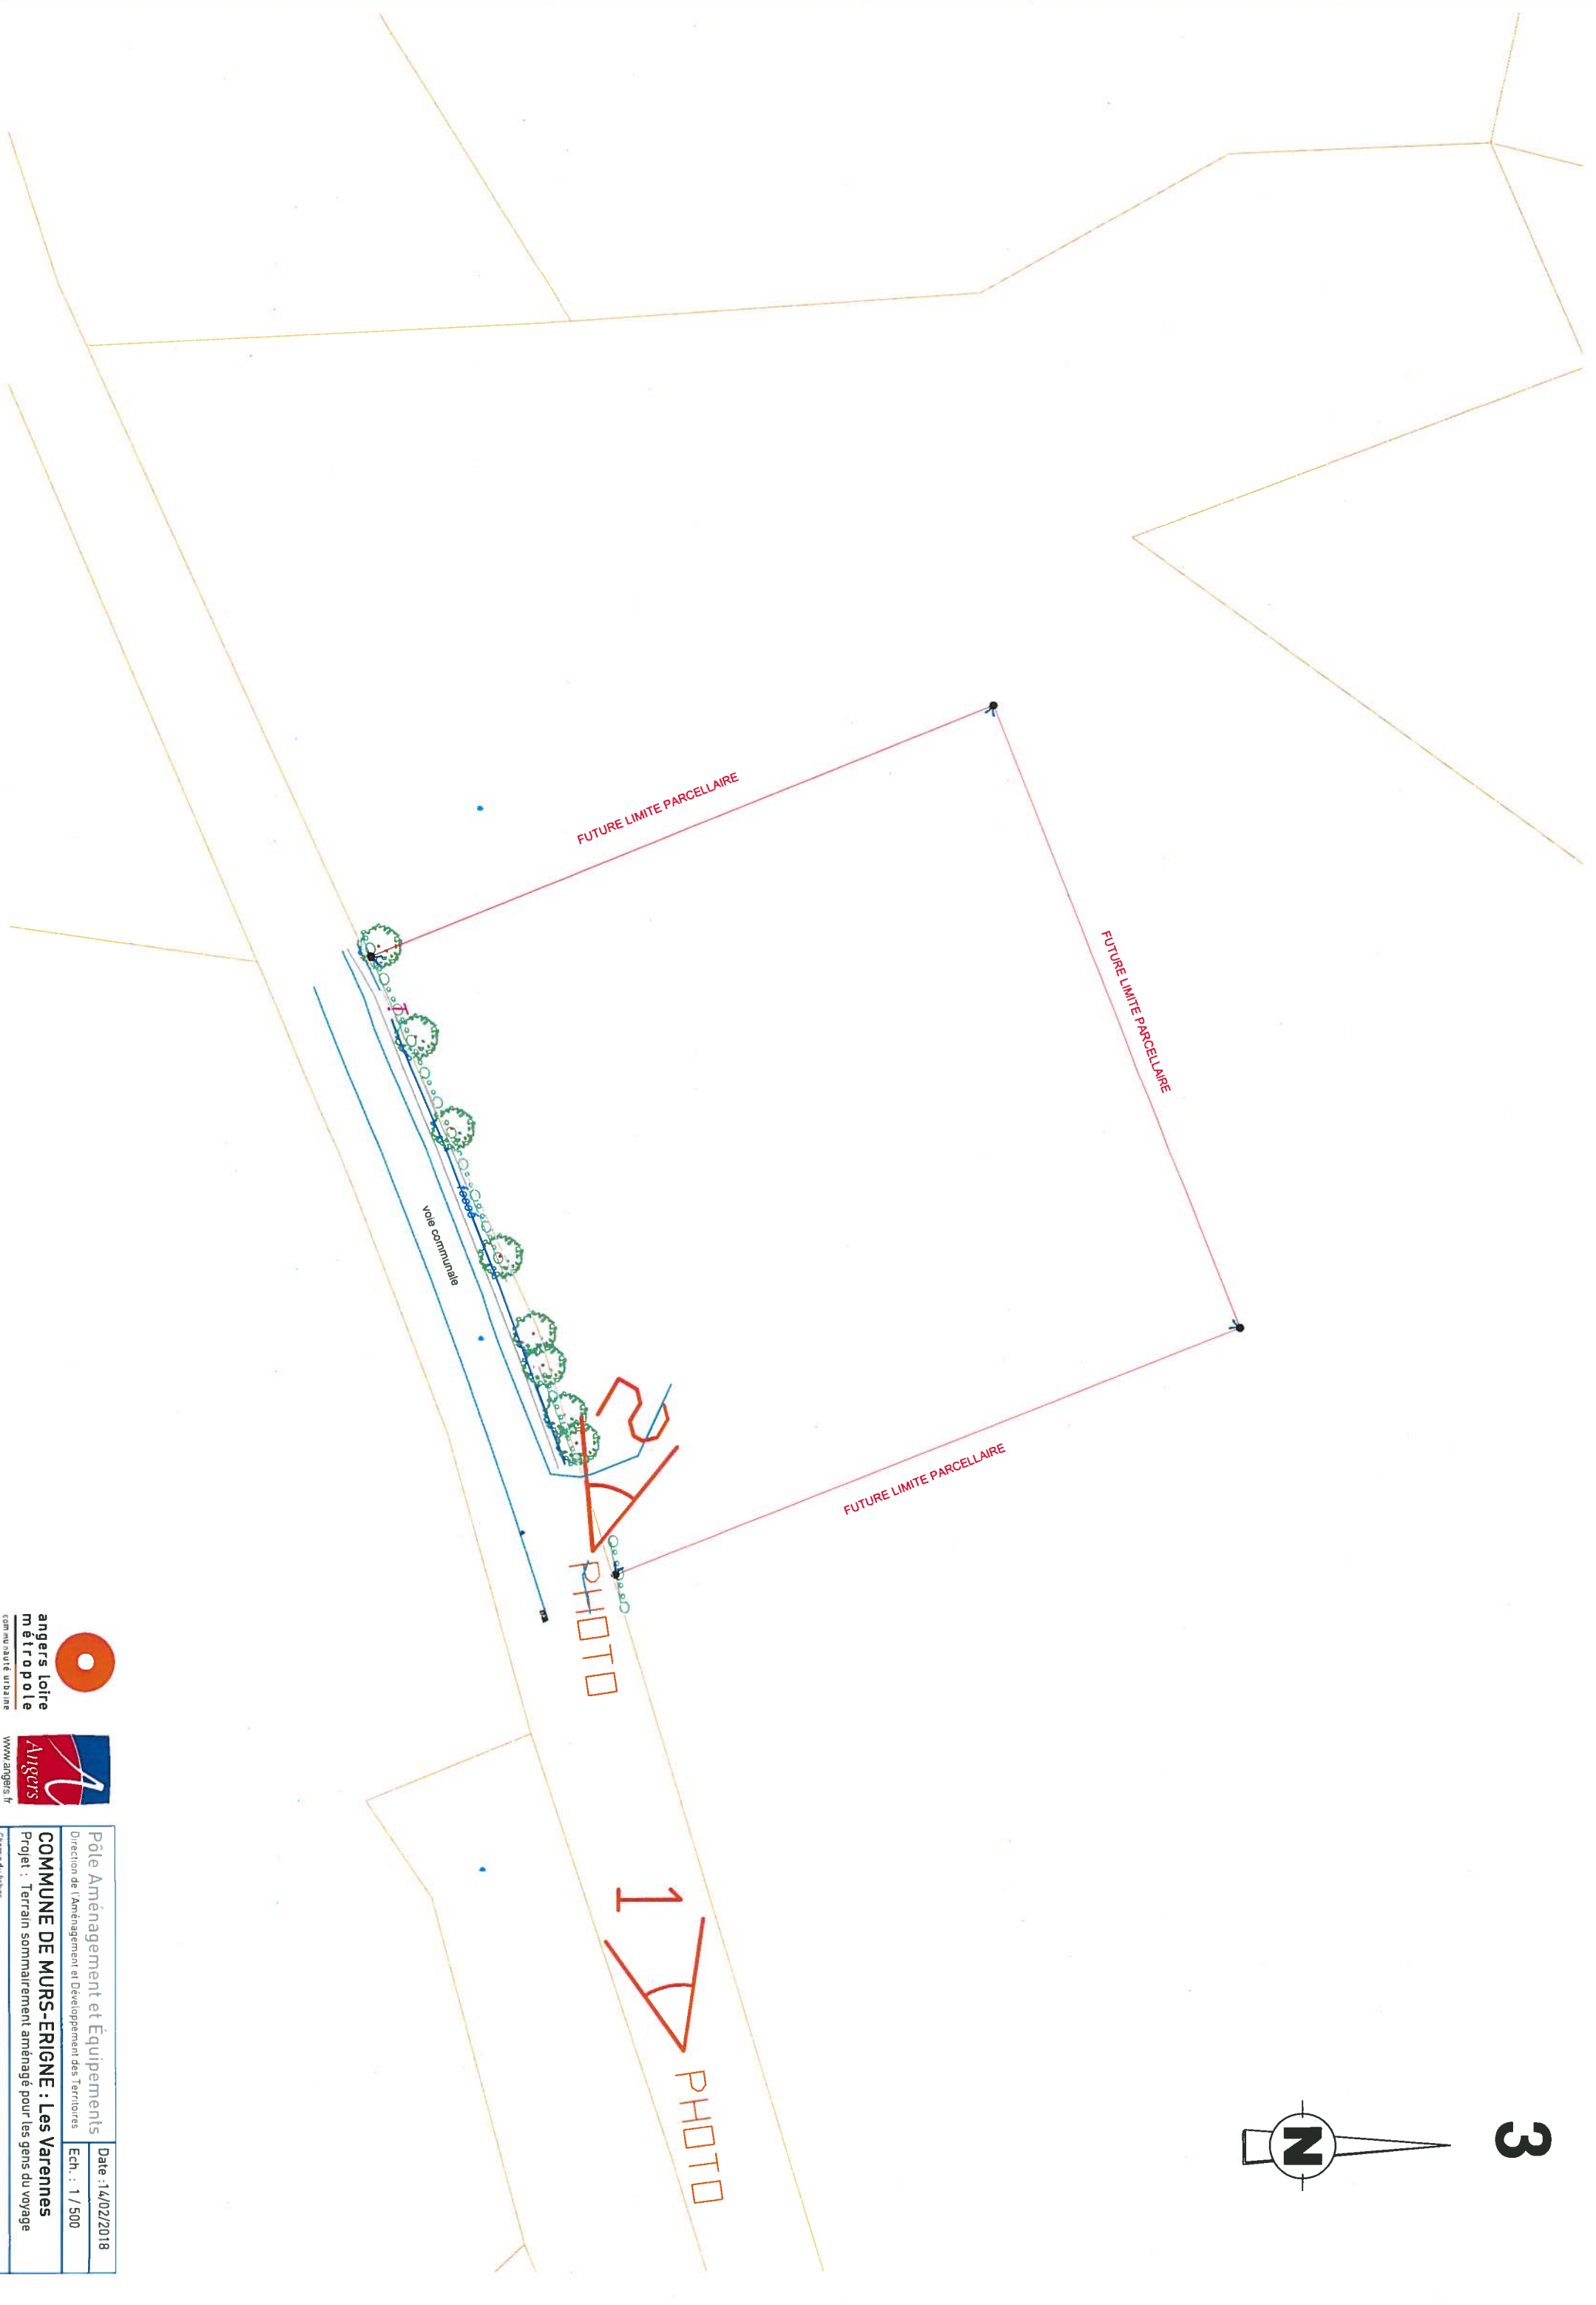 3
N
FUTURE LIMITE PARCELLAIRE
FUTURE LIMITE PARCELLAIRE
FUTURE LIMITE PARCELLAIRE
fossé
voie communale
2
PHOTO
1
PHOTO
angers loire
métropole
communauté urbaine
Angers
www.angers.fr
Pôle Aménagement et Équipements
Direction de l'Aménagement et Développement des Territoires
Date :14/02/2018
Ech. : 1 / 500
COMMUNE DE MURS-ERIGNE : Les Varennes
Projet : Terrain sommairement aménagé pour les gens du voyage